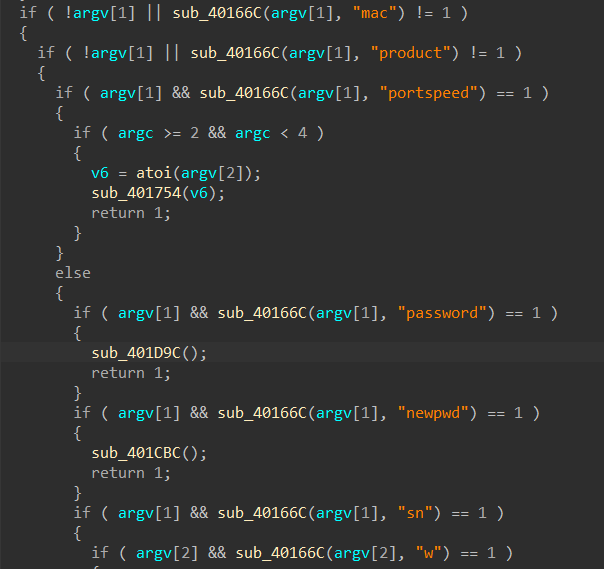 if ( !argv[1] || sub_40166C(argv[1], "mac") != 1 )
{
if ( !argv[1] || sub_40166C(argv[1], "product") != 1 )
{
if ( argv[1] && sub_40166C(argv[1], "portspeed") == 1 )
{
if ( argc >= 2 && argc < 4 )
{
v6 = atoi(argv[2]);
sub_401754(v6);
return 1;
}
}
else
{
if ( argv[1] && sub_40166C(argv[1], "password") == 1 )
{
sub_401D9C();
return 1;
}
if ( argv[1] && sub_40166C(argv[1], "newpwd") == 1 )
{
sub_401CBC();
return 1;
}
if ( argv[1] && sub_40166C(argv[1], "sn") == 1 )
{
if ( argv[2] && sub_40166C(argv[2], "w") == 1 )